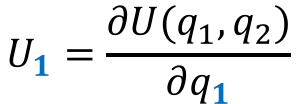 U₁ = ∂U(q₁, q₂) / ∂q₁